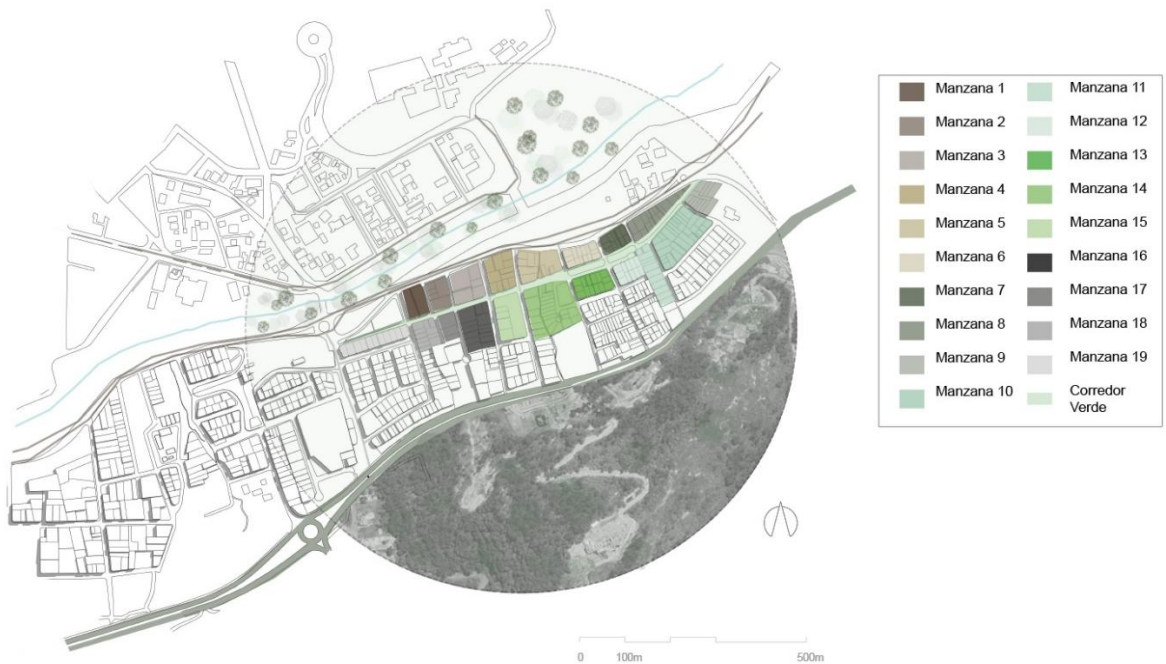 Manzana 1
Manzana 2
Manzana 3
Manzana 4
Manzana 5
Manzana 6
Manzana 7
Manzana 8
Manzana 9
Manzana 10
Manzana 11
Manzana 12
Manzana 13
Manzana 14
Manzana 15
Manzana 16
Manzana 17
Manzana 18
Manzana 19
Corredor
Verde
0 100m 500m